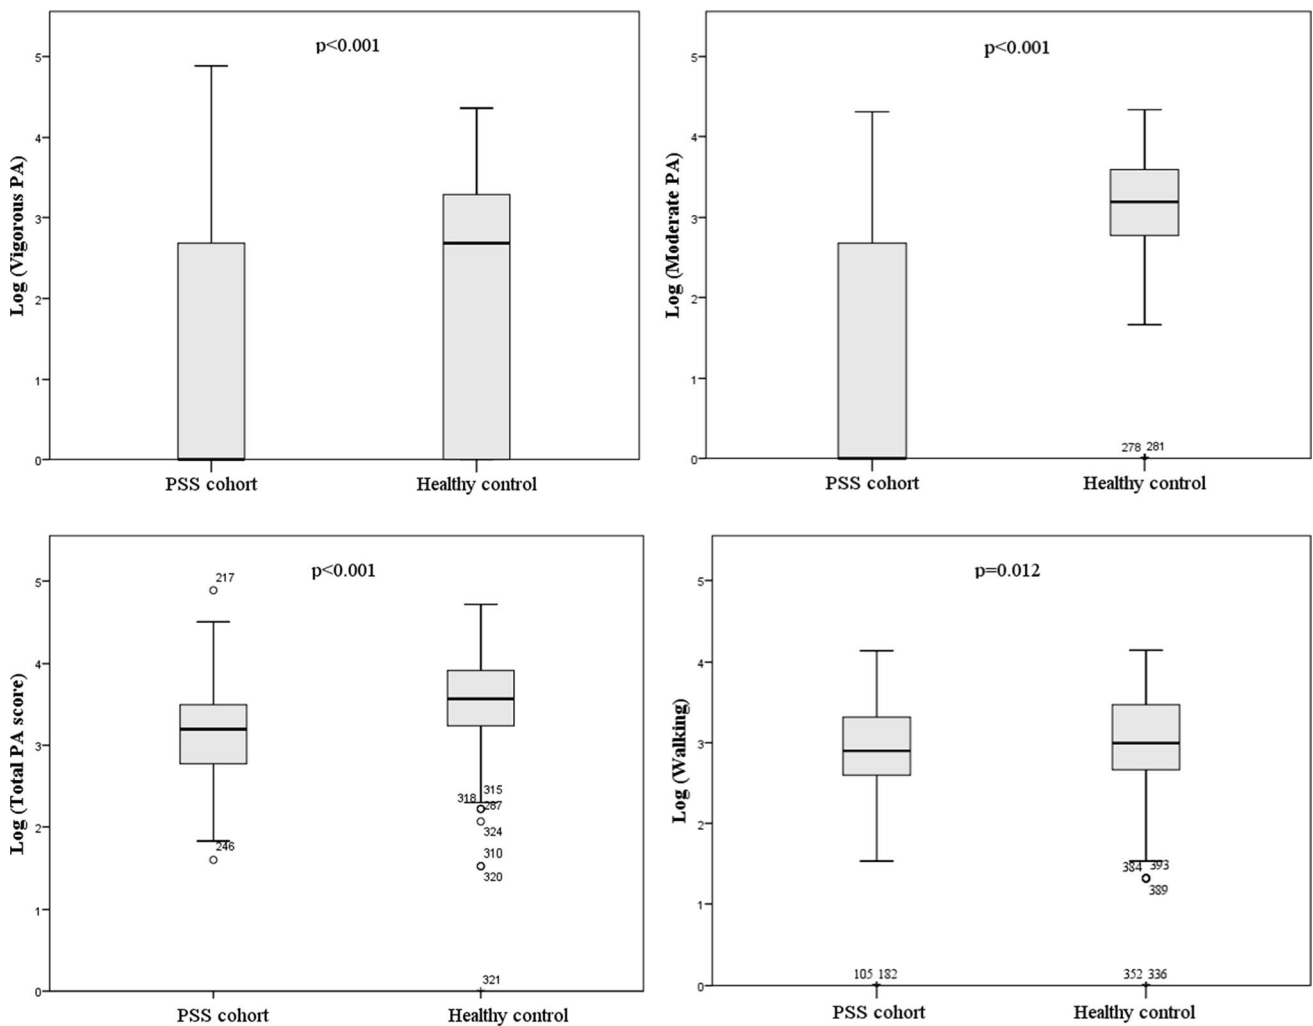 p<0.001
5
4
3
2
1
0
Log (Vigorous PA)
PSS cohort
Healthy control
p<0.001
5
4
3
2
1
0
Log (Moderate PA)
278 281
PSS cohort
Healthy control
p<0.001
5
4
3
2
1
0
Log (Total PA score)
217
246
315
318 287
324
310
320
321
PSS cohort
Healthy control
p=0.012
5
4
3
2
1
0
Log (Walking)
384 393
389
105 182
352 336
PSS cohort
Healthy control